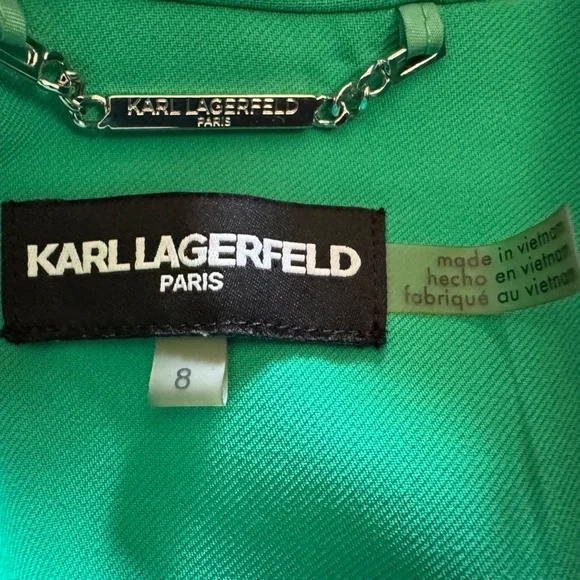 KARL LAGERFELD
PARIS
KARL LAGERFELD
PARIS
made in vietnam
hecho en vietnam
fabriqué au vietnam
8